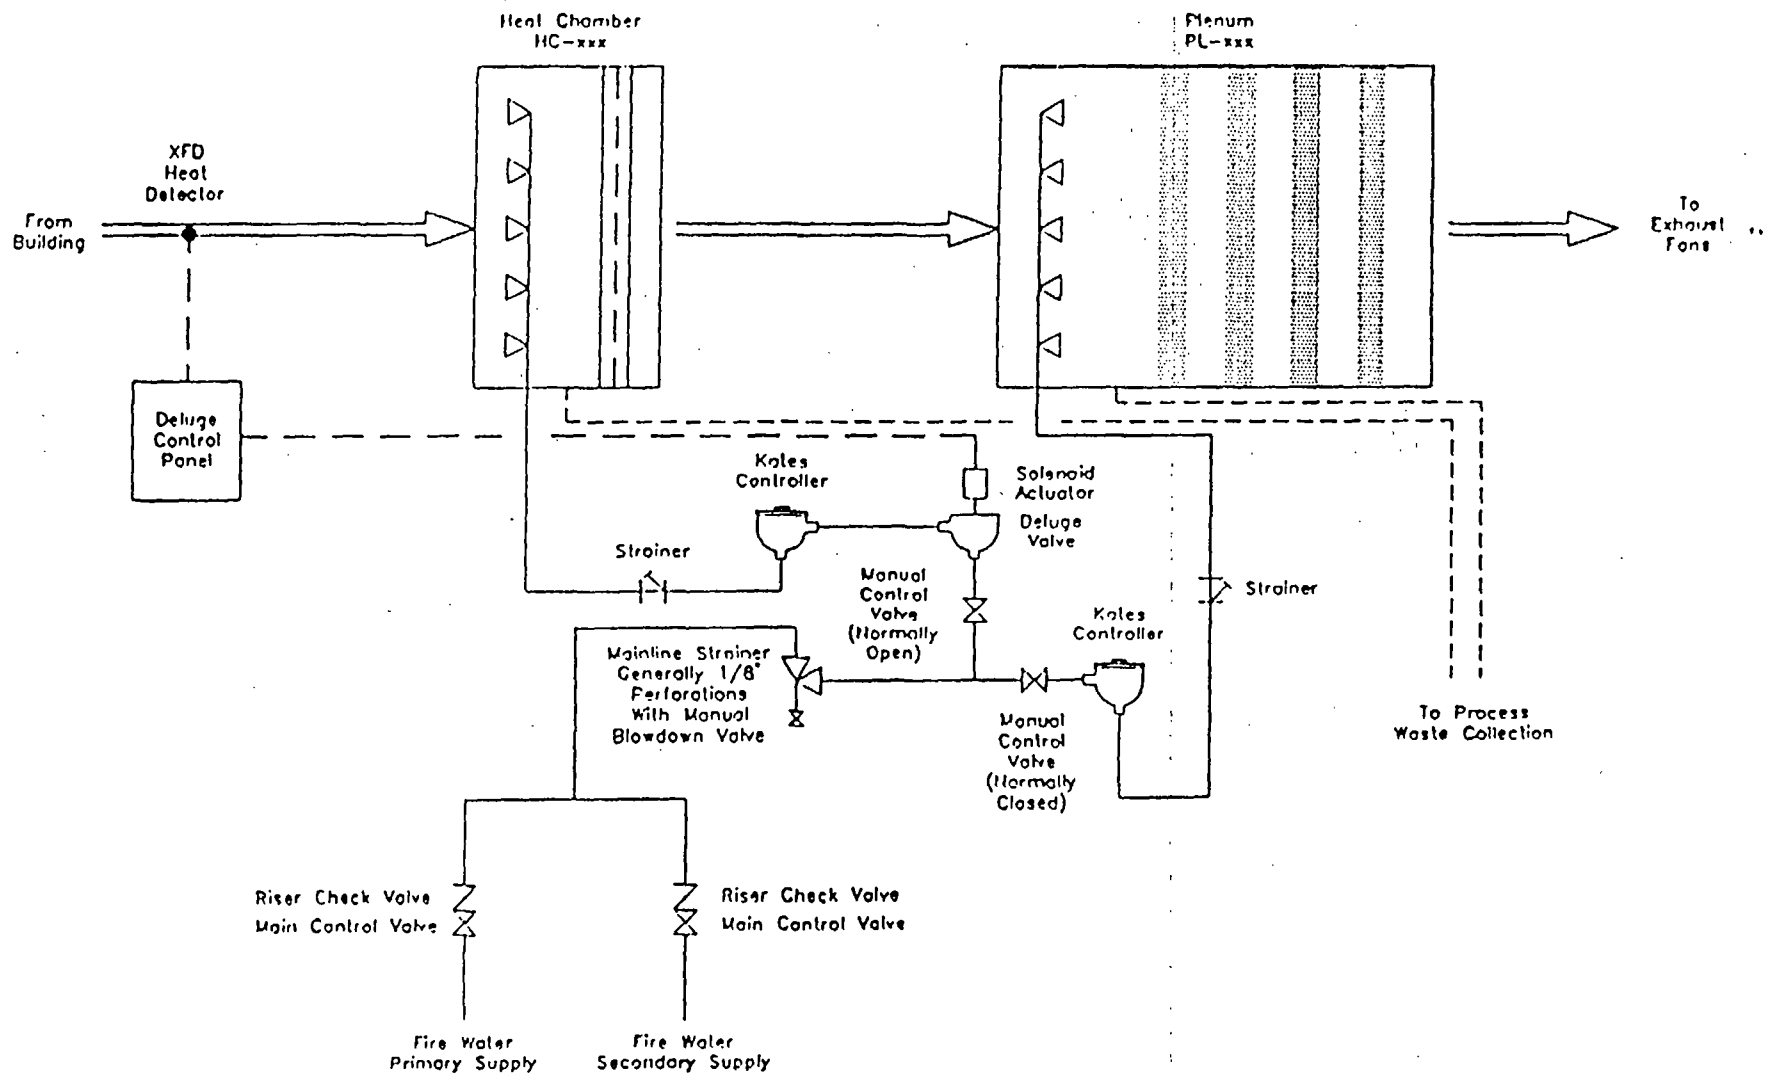 Heat Chamber
HC-xxx
Plenum
PL-xxx
XFD
Heat
Detector
From
Building
To
Exhaust
Fans
Deluge
Control
Panel
Kates
Controller
Solenoid
Actuator
Deluge
Valve
Strainer
Manual
Control
Valve
(Normally
Open)
Strainer
Kates
Controller
Mainline Strainer
Generally 1/8"
Perforations
With Manual
Blowdown Valve
Manual
Control
Valve
(Normally
Closed)
To Process
Waste Collection
Riser Check Valve
Main Control Valve
Riser Check Valve
Main Control Valve
Fire Water
Primary Supply
Fire Water
Secondary Supply